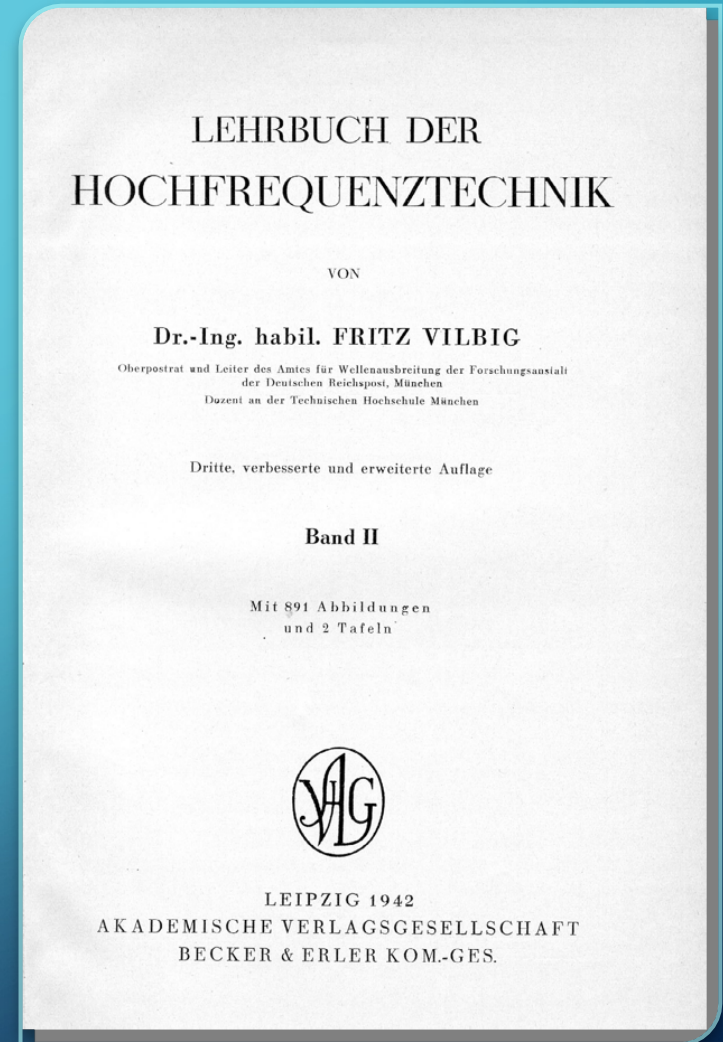 LEHRBUCH DER
HOCHFREQUENZTECHNIK
VON
Dr.-Ing. habil. FRITZ VILBIG
Oberpostrat und Leiter des Amtes für Wellenausbreitung der Forschungsanstalt
der Deutschen Reichspost, München
Dozent an der Technischen Hochschule München
Dritte, verbesserte und erweiterte Auflage
Band II
Mit 891 Abbildungen
und 2 Tafeln
AVG
LEIPZIG 1942
AKADEMISCHE VERLAGSGESELLSCHAFT
BECKER & ERLER KOM.-GES.